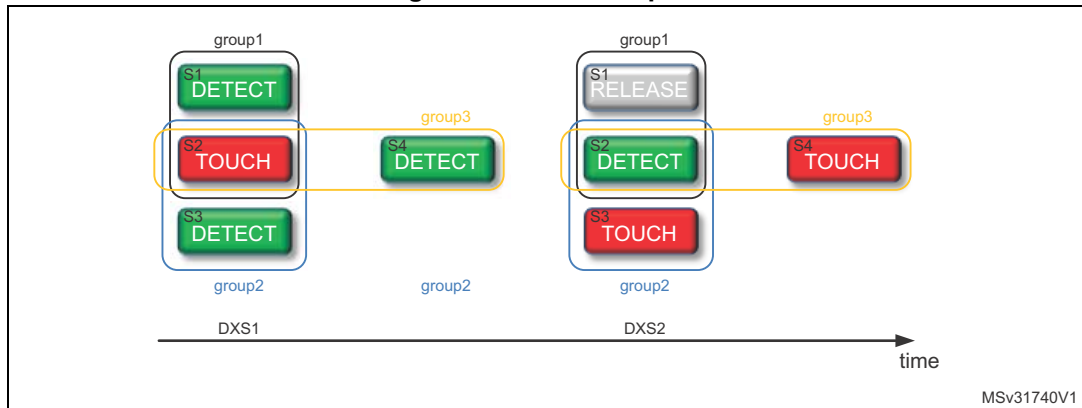 group1 group1
S1 DETECT S1 RELEASE
group3 group3
S2 TOUCH S4 DETECT S2 DETECT S4 TOUCH
S3 DETECT S3 TOUCH
group2 group2 group2
DXS1 DXS2
time
MSv31740V1